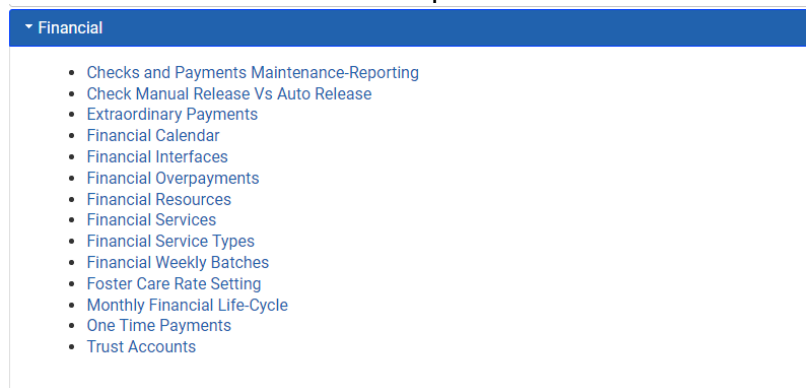 Financial
Checks and Payments Maintenance-Reporting
Check Manual Release Vs Auto Release
Extraordinary Payments
Financial Calendar
Financial Interfaces
Financial Overpayments
Financial Resources
Financial Services
Financial Service Types
Financial Weekly Batches
Foster Care Rate Setting
Monthly Financial Life-Cycle
One Time Payments
Trust Accounts